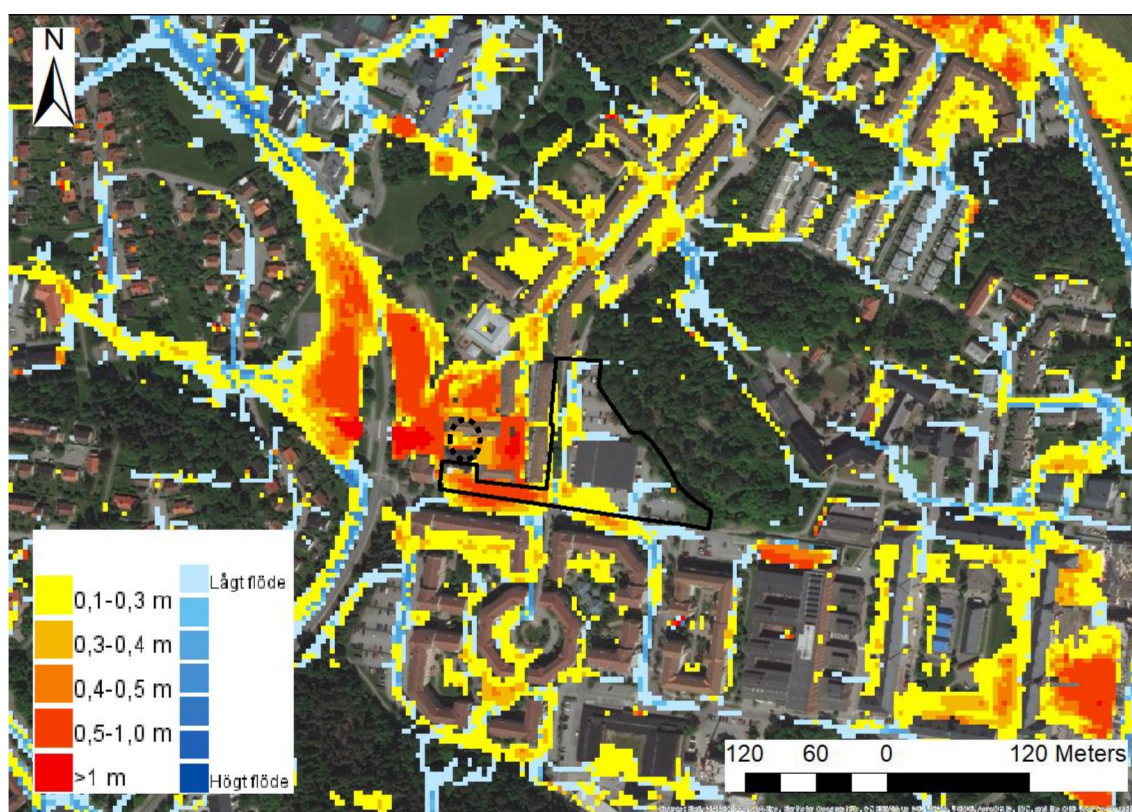 N
0,1-0,3 m
0,3-0,4 m
0,4-0,5 m
0,5-1,0 m
>1 m
Lågt flöde
Högt flöde
120 60 0 120 Meters